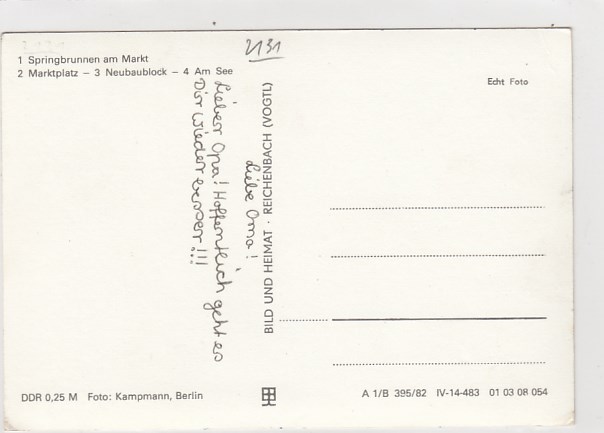 2131
1 Springbrunnen am Markt
2 Marktplatz – 3 Neubaublock – 4 Am See
Echt Foto
Liebe Oma!
Lieber Opa! Hoffentlich geht es
Dir wieder besser!!!
BILD UND HEIMAT · REICHENBACH (VOGTL)
DDR 0,25 M Foto: Kampmann, Berlin
A 1/B 395/82 IV-14-483 01 03 08 054